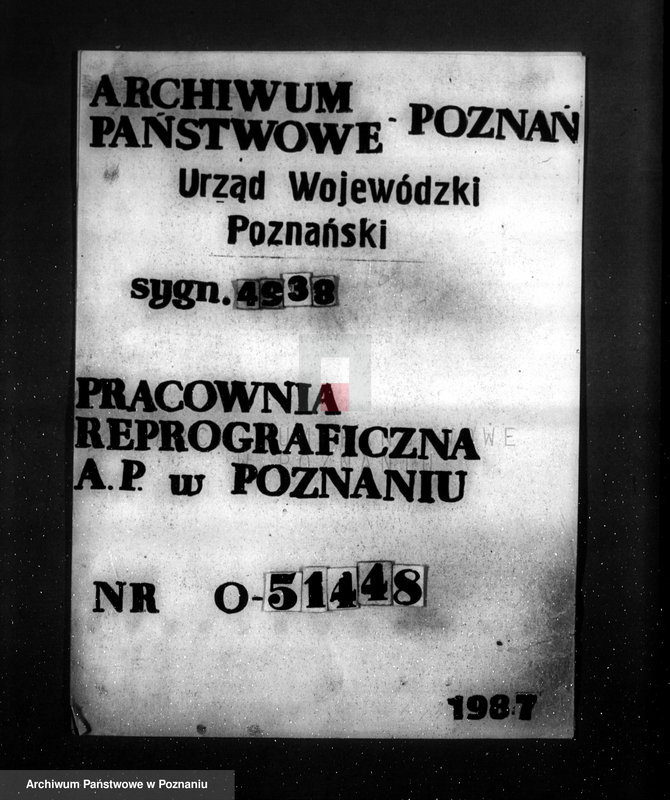 ARCHIWUM
PAŃSTWOWE - POZNAŃ
Urząd Wojewódzki
Poznański
sygn. 4938
PRACOWNIA
REPROGRAFICZNA
A.P. w POZNANIU
NR O-51448
1987
Archiwum Państwowe w Poznaniu